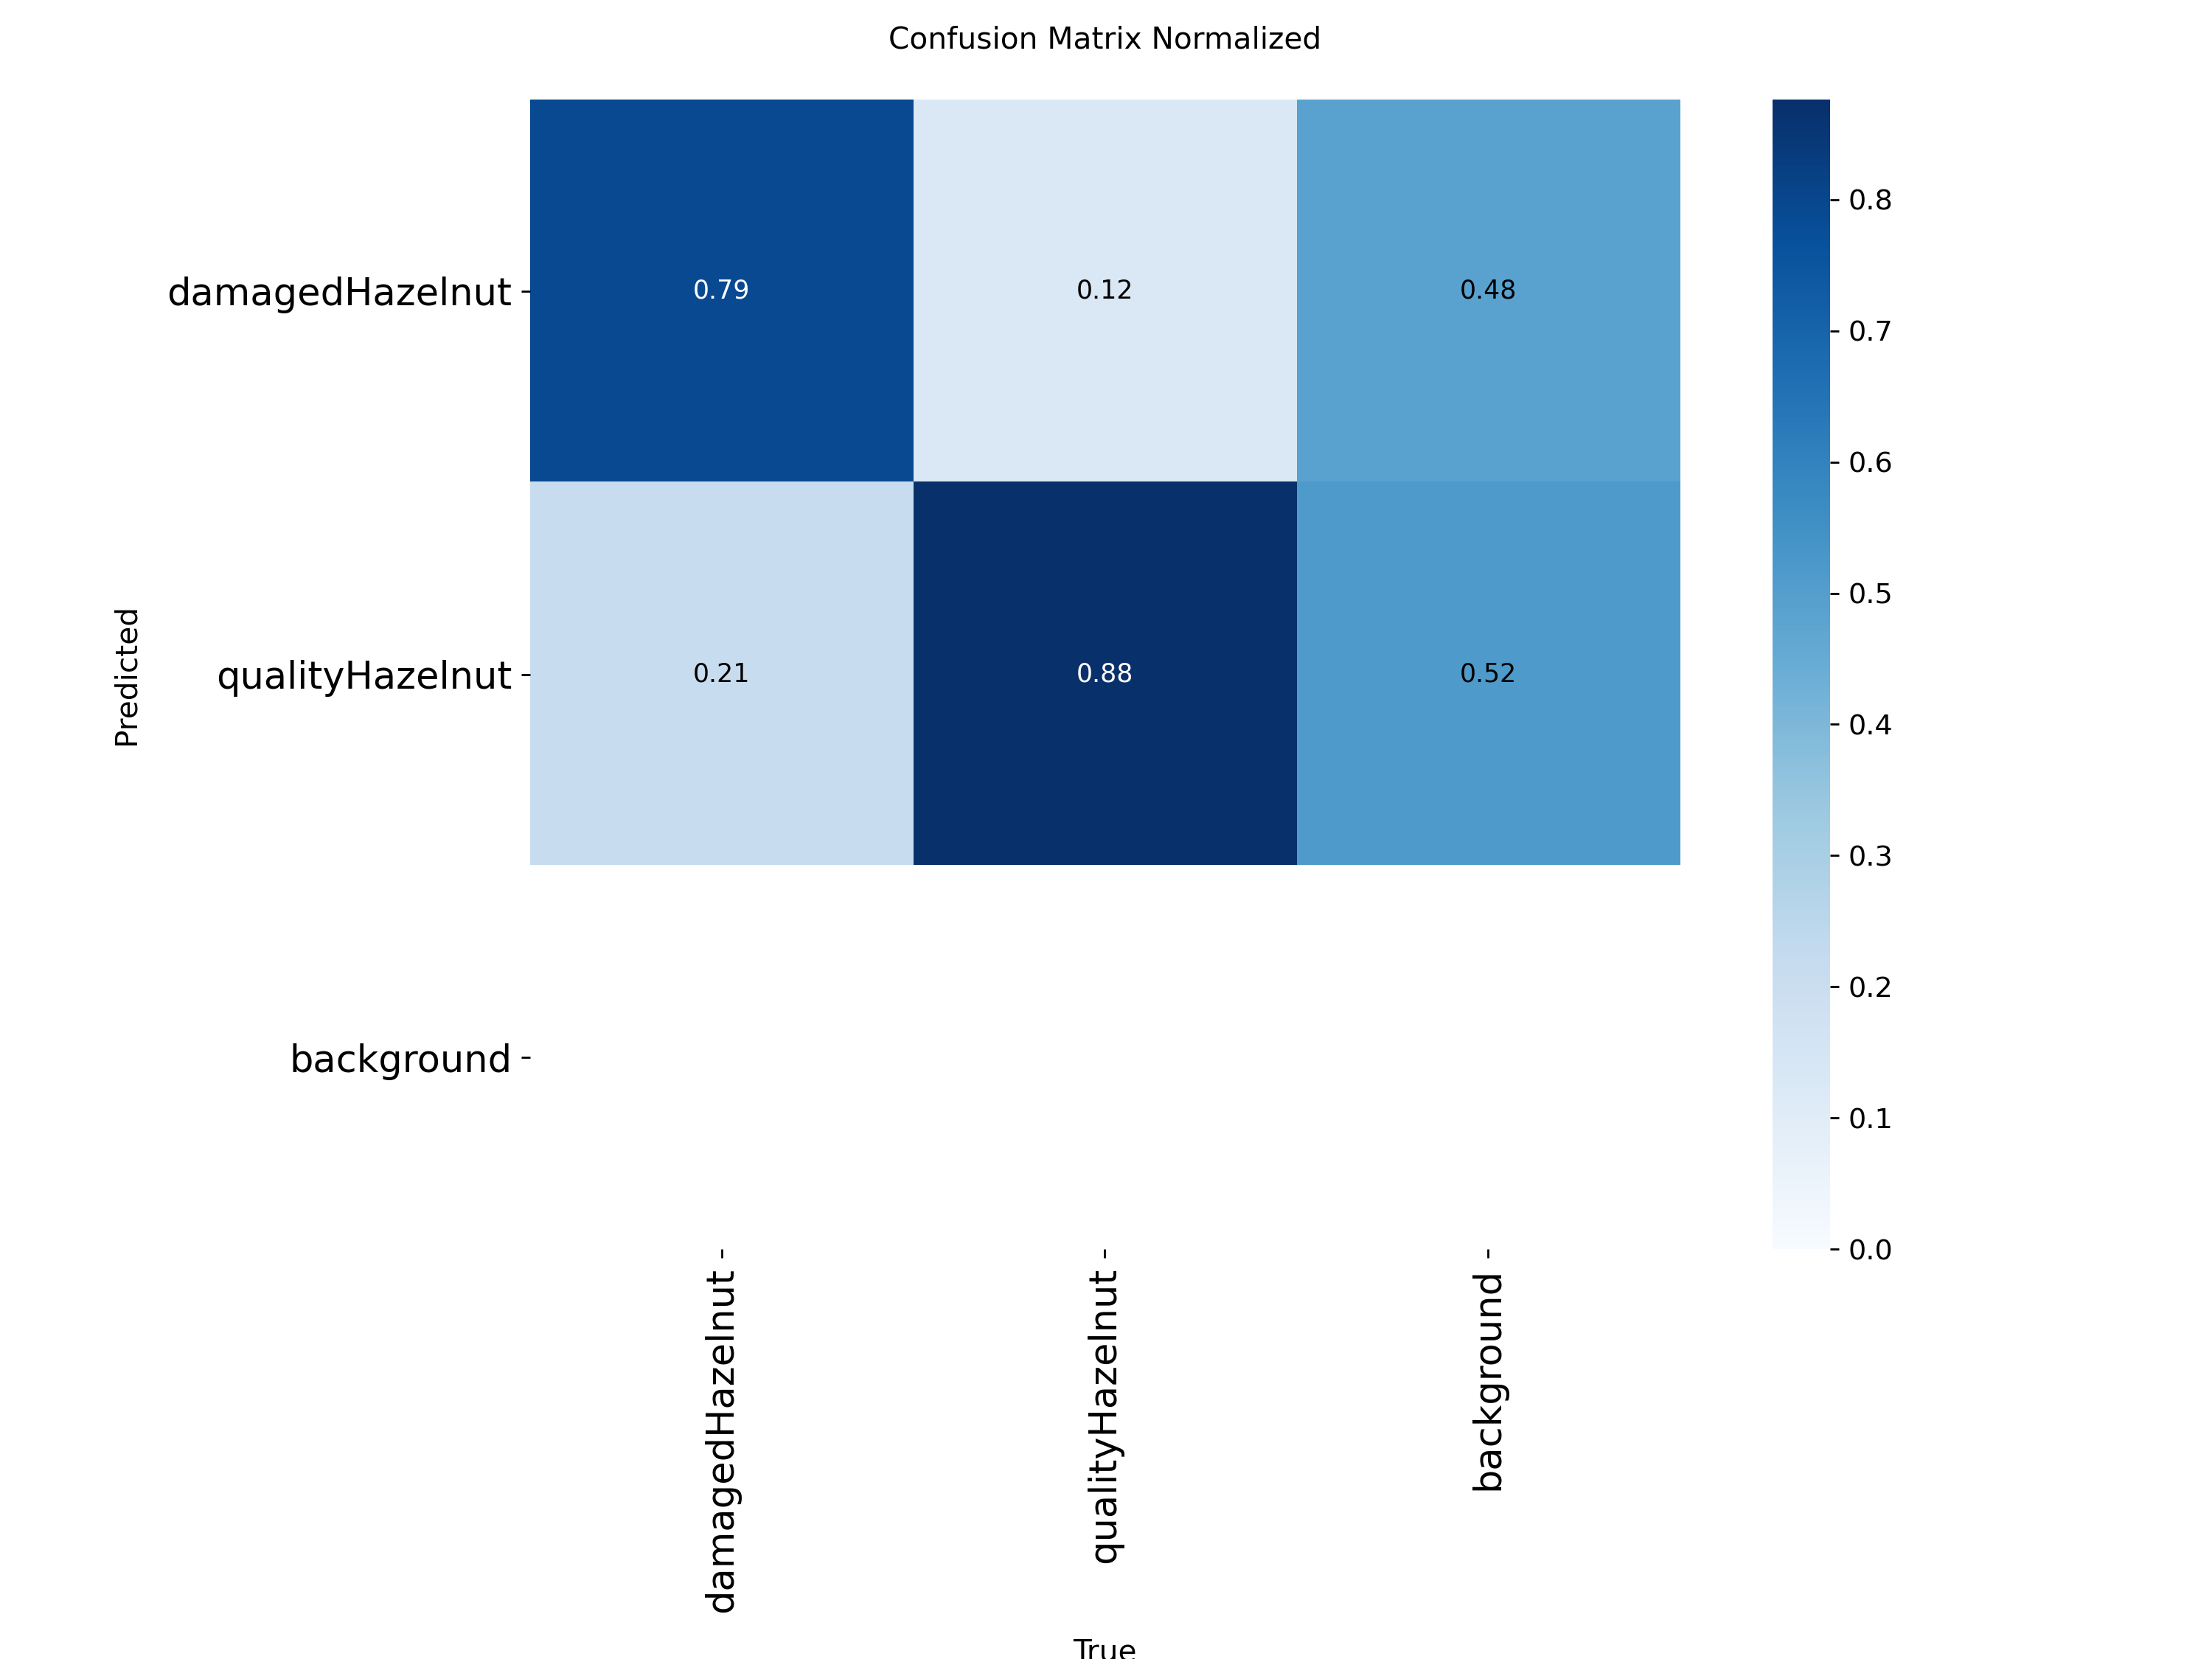 Confusion Matrix Normalized
damagedHazelnut
0.79
0.12
0.48
qualityHazelnut
0.21
0.88
0.52
background
Predicted
damagedHazelnut
qualityHazelnut
background
True
0.8
0.7
0.6
0.5
0.4
0.3
0.2
0.1
0.0